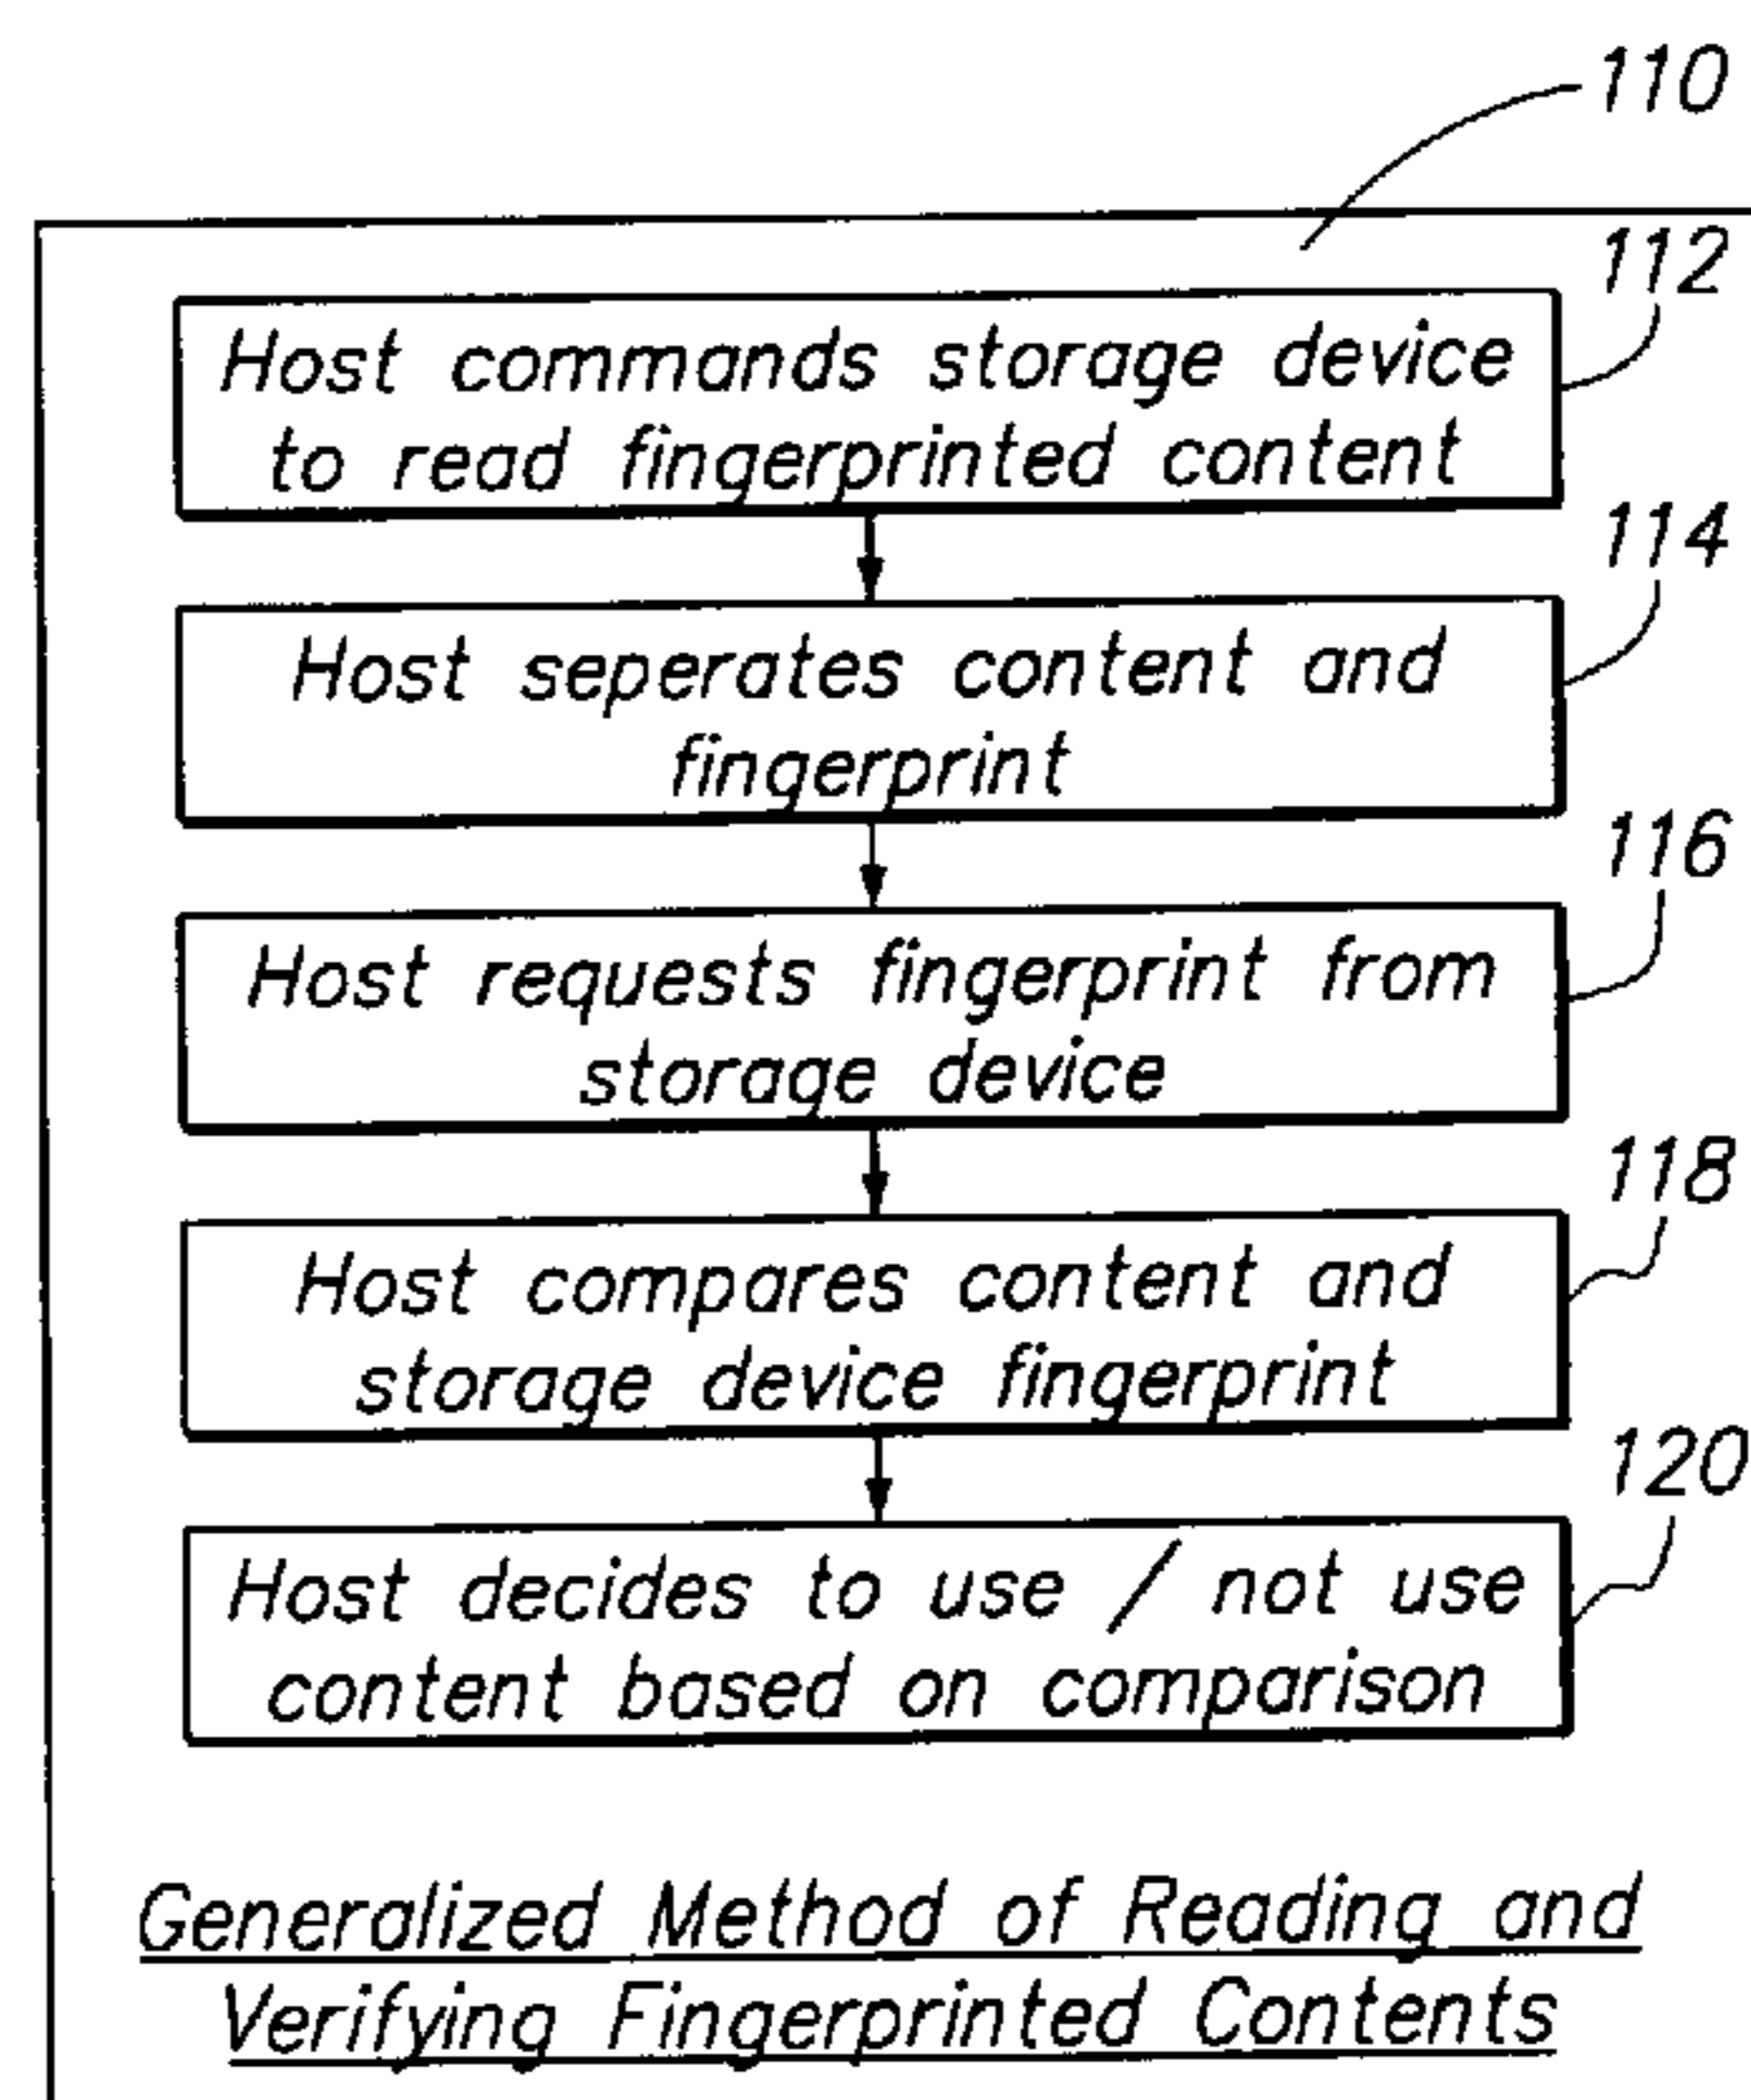 110
112
Host commands storage device
to read fingerprinted content
114
Host seperates content and
fingerprint
116
Host requests fingerprint from
storage device
118
Host compares content and
storage device fingerprint
120
Host decides to use / not use
content based on comparison
Generalized Method of Reading and
Verifying Fingerprinted Contents